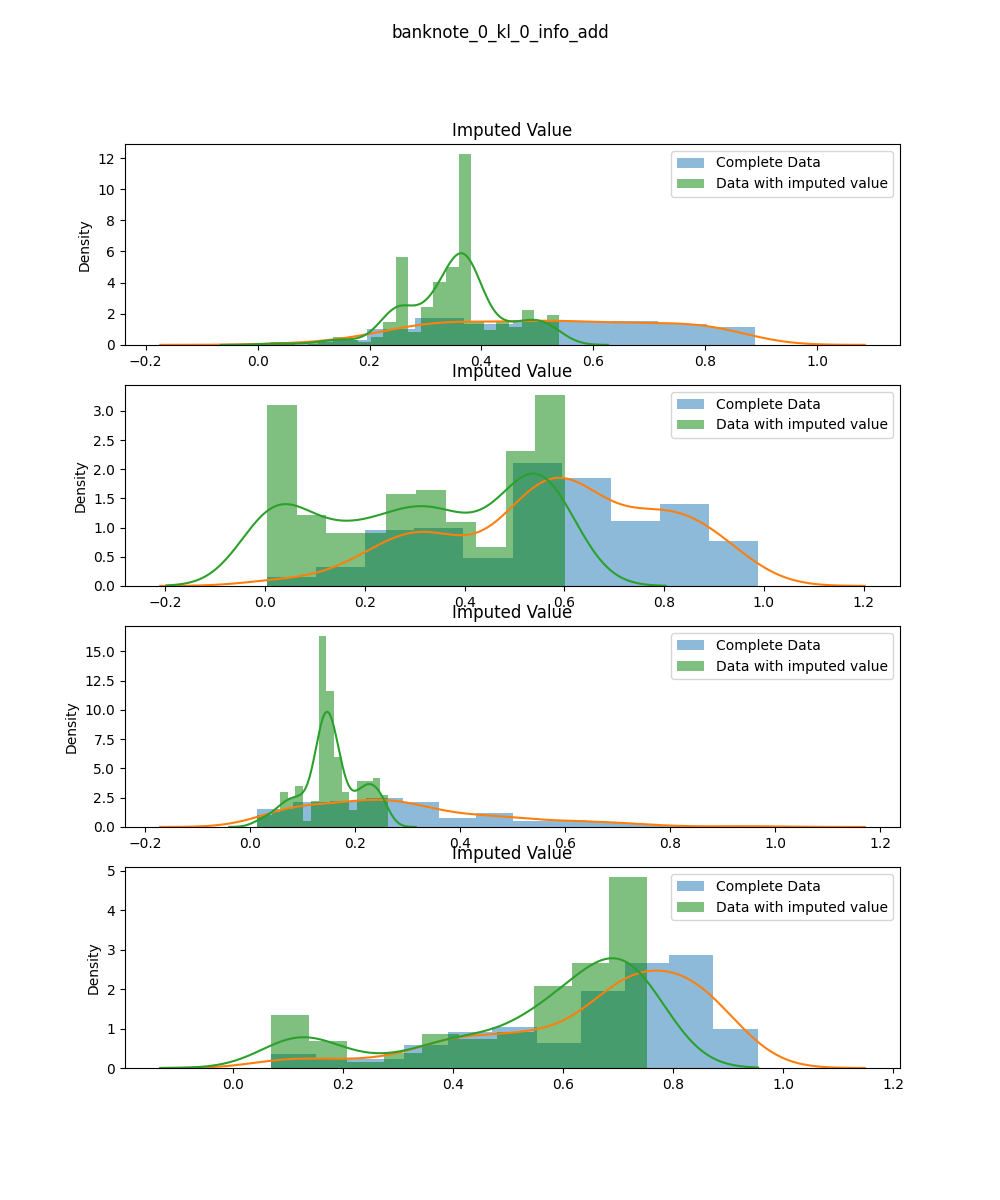 banknote_0_kl_0_info_add
Imputed Value
Density
12
10
8
6
4
2
0
Complete Data
Data with imputed value
−0.2 0.0 0.2 0.4 0.6 0.8 1.0
Imputed Value
Density
3.0
2.5
2.0
1.5
1.0
0.5
0.0
Complete Data
Data with imputed value
−0.2 0.0 0.2 0.4 0.6 0.8 1.0 1.2
Imputed Value
Density
15.0
12.5
10.0
7.5
5.0
2.5
0.0
Complete Data
Data with imputed value
−0.2 0.0 0.2 0.4 0.6 0.8 1.0 1.2
Imputed Value
Density
5
4
3
2
1
0
Complete Data
Data with imputed value
0.0 0.2 0.4 0.6 0.8 1.0 1.2